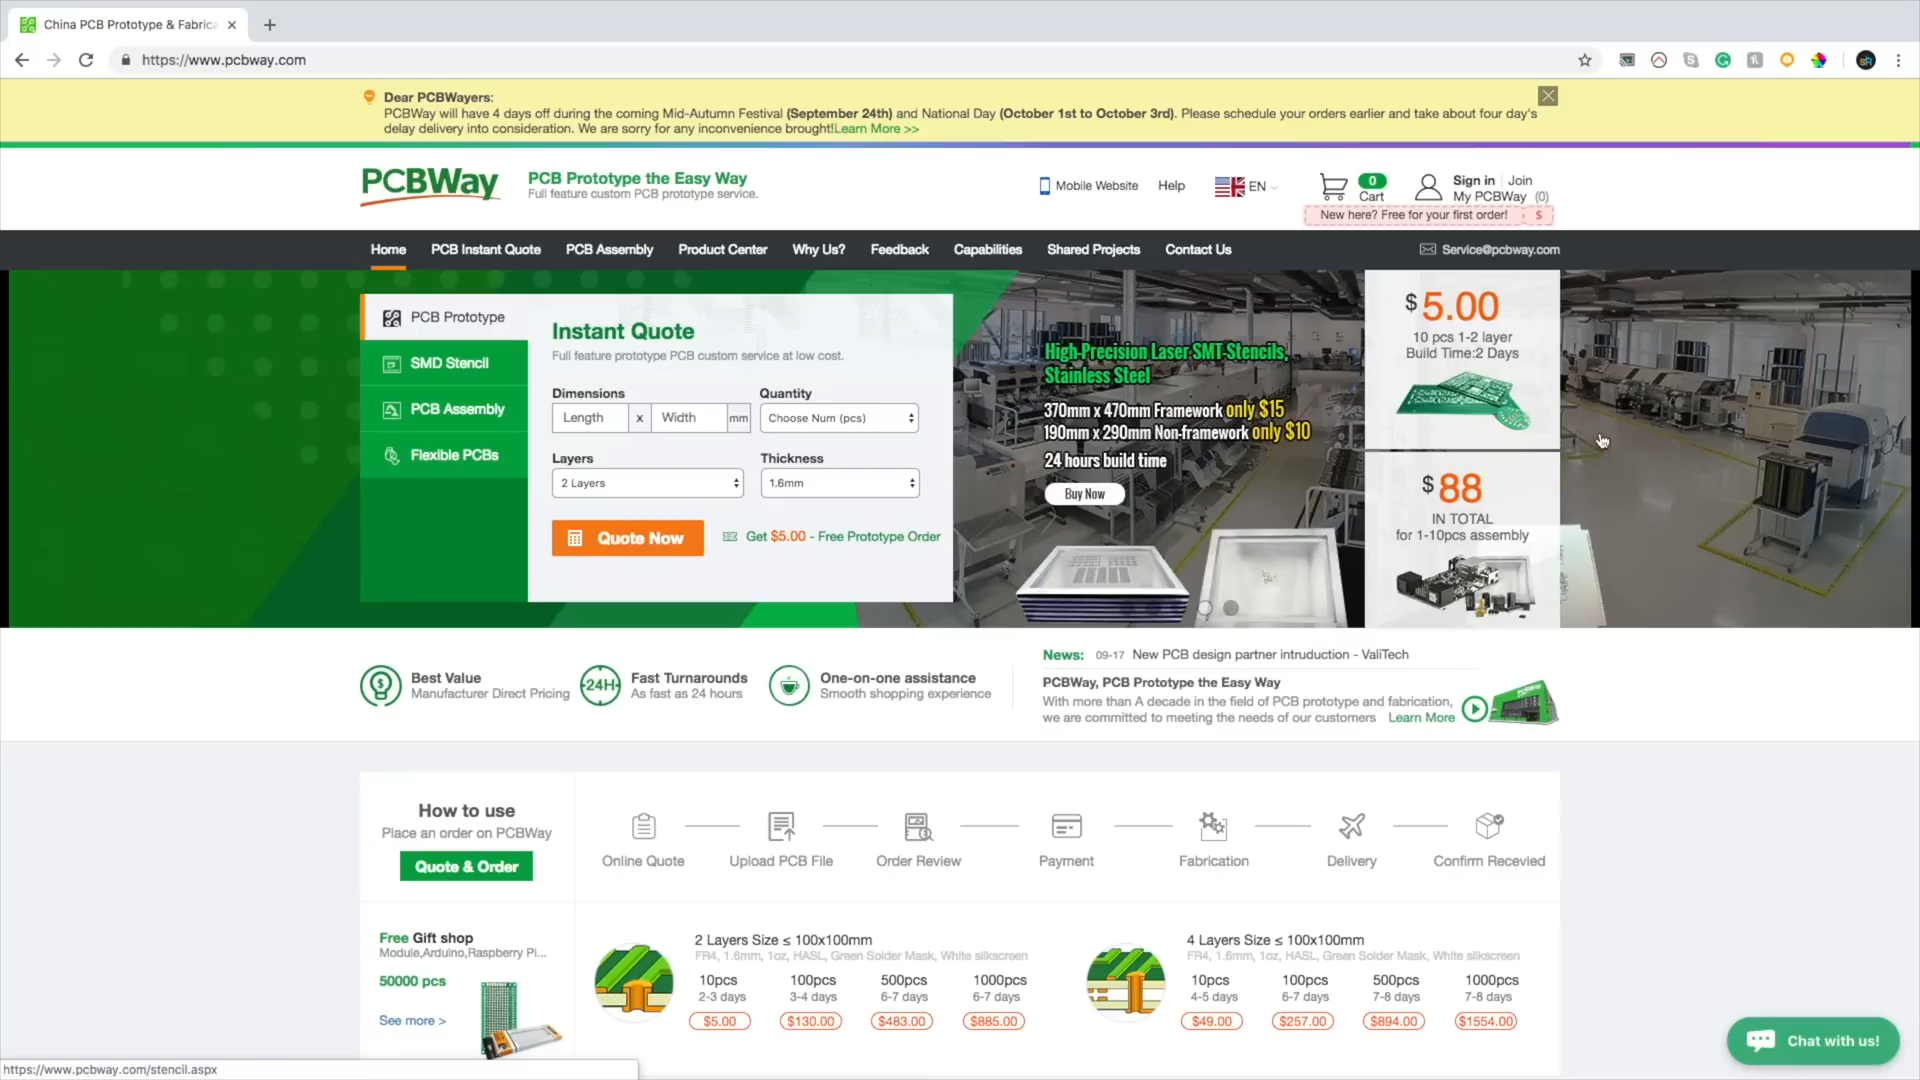 China PCB Prototype & Fabrica
https://www.pcbway.com
Dear PCBWayers:
PCBWay will have 4 days off during the coming Mid-Autumn Festival (September 24th) and National Day (October 1st to October 3rd). Please schedule your orders earlier and take about four day's
delay delivery into consideration. We are sorry for any inconvenience brought!Learn More >>
PCBWay
PCB Prototype the Easy Way
Full feature custom PCB prototype service.
Mobile Website
Help
EN
0
Cart
Sign in
Join
My PCBWay (0)
New here? Free for your first order! $
Home
PCB Instant Quote
PCB Assembly
Product Center
Why Us?
Feedback
Capabilities
Shared Projects
Contact Us
Service@pcbway.com
PCB Prototype
SMD Stencil
PCB Assembly
Flexible PCBs
Instant Quote
Full feature prototype PCB custom service at low cost.
Dimensions
Length x Width mm
Quantity
Choose Num (pcs)
Layers
2 Layers
Thickness
1.6mm
Quote Now
Get $5.00 - Free Prototype Order
High-Precision Laser SMT-Stencils,
Stainless Steel
370mm x 470mm Framework only $15
190mm x 290mm Non-framework only $10
24 hours build time
Buy Now
$5.00
10 pcs 1-2 layer
Build Time:2 Days
$88
IN TOTAL
for 1-10pcs assembly
Best Value
Manufacturer Direct Pricing
24H
Fast Turnarounds
As fast as 24 hours
One-on-one assistance
Smooth shopping experience
News: 09-17 New PCB design partner intruduction - ValiTech
PCBWay, PCB Prototype the Easy Way
With more than A decade in the field of PCB prototype and fabrication,
we are committed to meeting the needs of our customers Learn More
How to use
Place an order on PCBWay
Quote & Order
Online Quote
Upload PCB File
Order Review
Payment
Fabrication
Delivery
Confirm Recevied
Free Gift shop
Module,Arduino,Raspberry Pi...
50000 pcs
See more >
2 Layers Size ≤ 100x100mm
FR4, 1.6mm, 1oz, HASL, Green Solder Mask, White silkscreen
10pcs 100pcs 500pcs 1000pcs
2-3 days 3-4 days 6-7 days 6-7 days
$5.00 $130.00 $483.00 $885.00
4 Layers Size ≤ 100x100mm
FR4, 1.6mm, 1oz, HASL, Green Solder Mask, White silkscreen
10pcs 100pcs 500pcs 1000pcs
4-5 days 6-7 days 7-8 days 7-8 days
$49.00 $257.00 $894.00 $1554.00
Chat with us!
https://www.pcbway.com/stencil.aspx